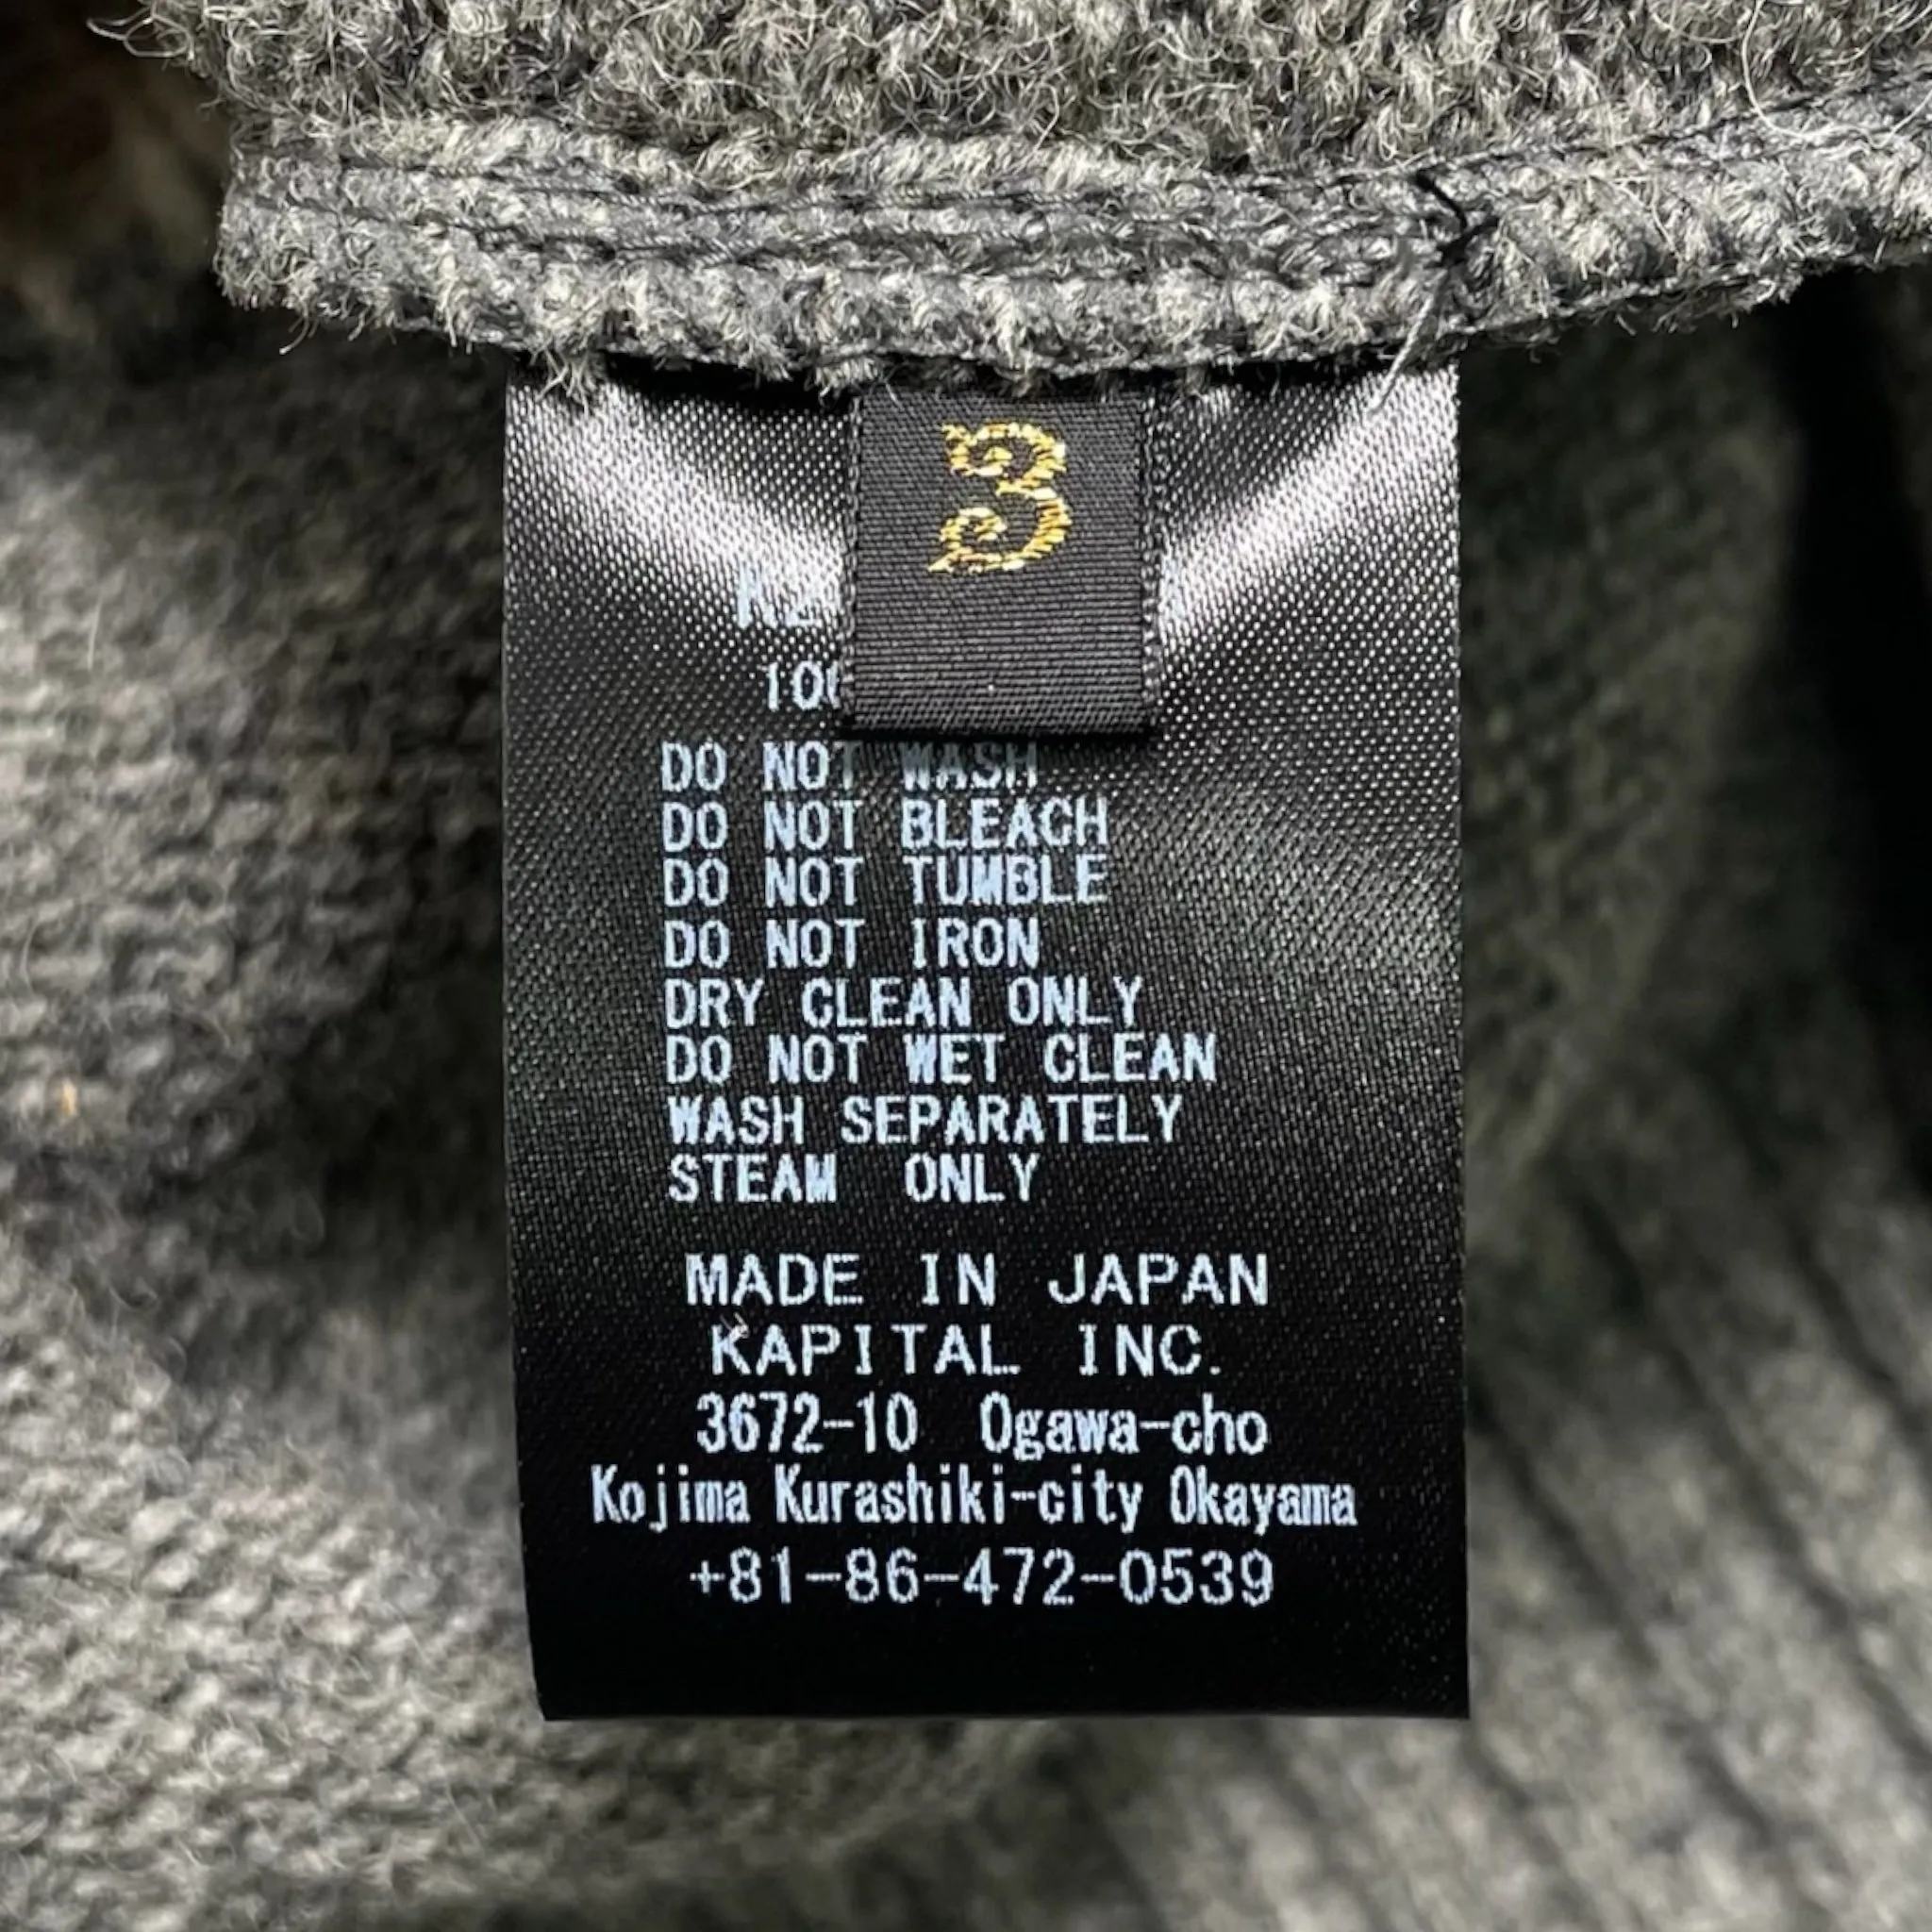 3
DO NOT WASH
DO NOT BLEACH
DO NOT TUMBLE
DO NOT IRON
DRY CLEAN ONLY
DO NOT WET CLEAN
WASH SEPARATELY
STEAM ONLY
MADE IN JAPAN
KAPITAL INC.
3672-10 Ogawa-cho
Kojima Kurashiki-city Okayama
+81-86-472-0539